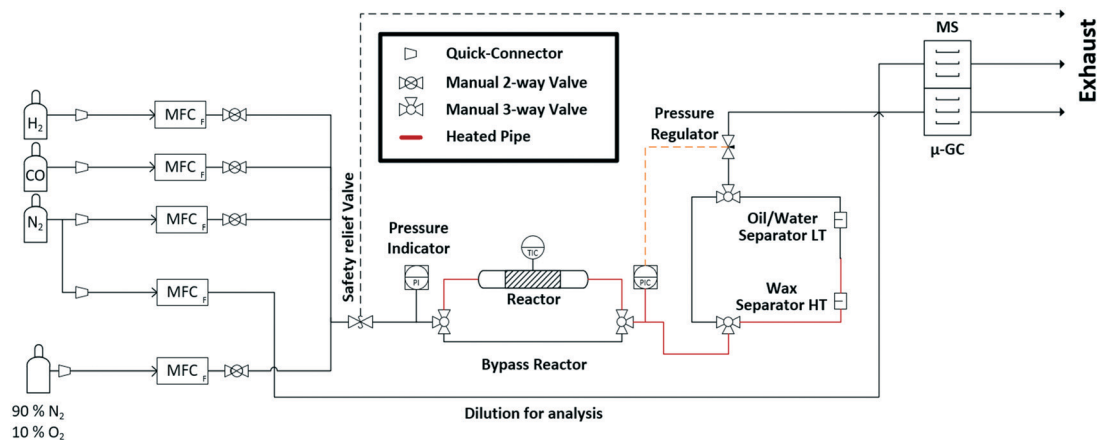 MS
Exhaust
Quick-Connector
Manual 2-way Valve
Manual 3-way Valve
Heated Pipe
Pressure
Regulator
μ-GC
H₂
MFC F
CO
MFC F
N₂
MFC F
Safety relief Valve
Pressure
Indicator
PI
TIC
Reactor
PIC
Oil/Water
Separator LT
Wax
Separator HT
MFC F
Bypass Reactor
MFC F
90 % N₂
10 % O₂
Dilution for analysis